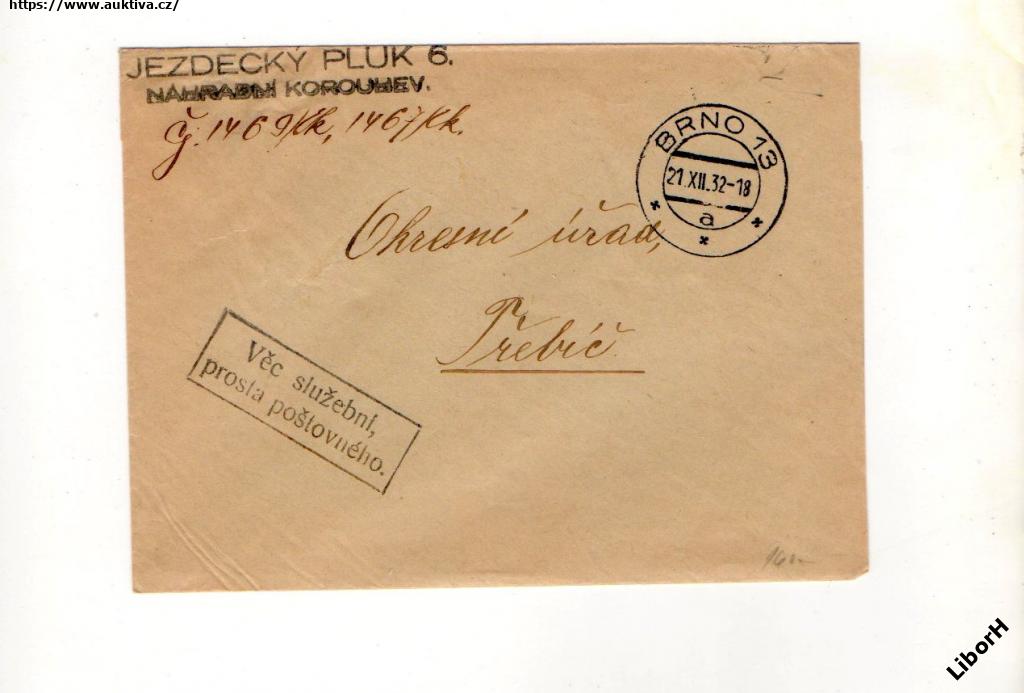 https://www.auktiva.cz/
JEZDECKÝ PLUK 6.
NÁHRADNÍ KOROUHEV.
Čj. 1469/kk, 1467/kk.
BRNO 13
21.XII.32-18
a
Okresní úřad,
Třebíč.
Věc služební,
prosta poštovného.
LiborH